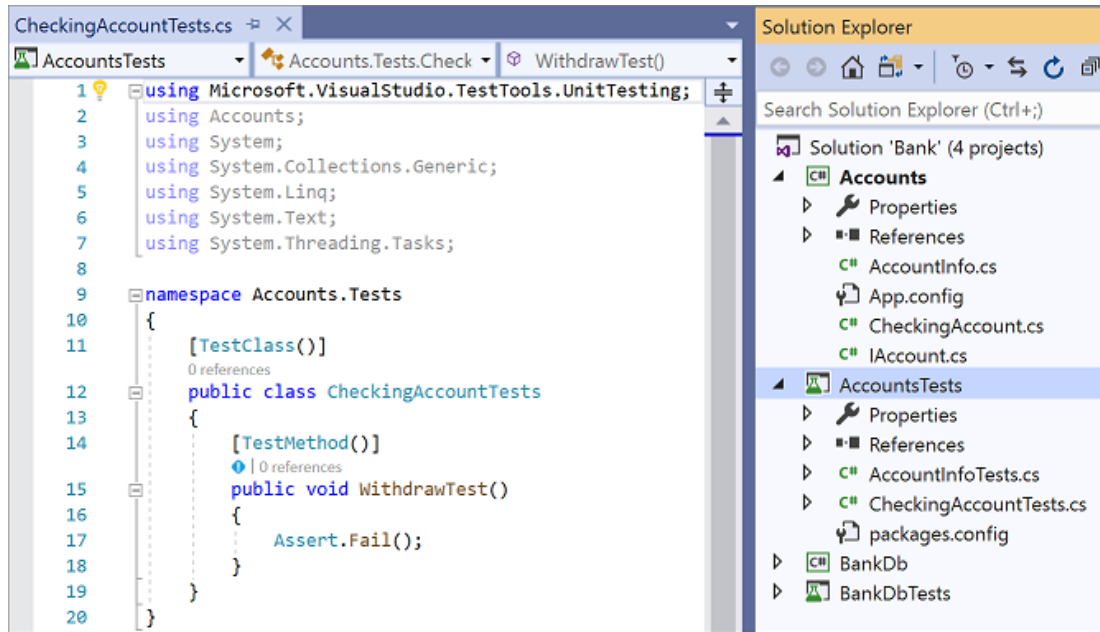 CheckingAccountTests.cs
AccountsTests
Accounts.Tests.Check
WithdrawTest()
1 using Microsoft.VisualStudio.TestTools.UnitTesting;
2 using Accounts;
3 using System;
4 using System.Collections.Generic;
5 using System.Linq;
6 using System.Text;
7 using System.Threading.Tasks;
8
9 namespace Accounts.Tests
10 {
11 [TestClass()]
0 references
12 public class CheckingAccountTests
13 {
14 [TestMethod()]
0 references
15 public void WithdrawTest()
16 {
17 Assert.Fail();
18 }
19 }
20 }
Solution Explorer
Search Solution Explorer (Ctrl+;)
Solution 'Bank' (4 projects)
C# Accounts
Properties
References
C# AccountInfo.cs
App.config
C# CheckingAccount.cs
C# IAccount.cs
AccountsTests
Properties
References
C# AccountInfoTests.cs
C# CheckingAccountTests.cs
packages.config
C# BankDb
BankDbTests